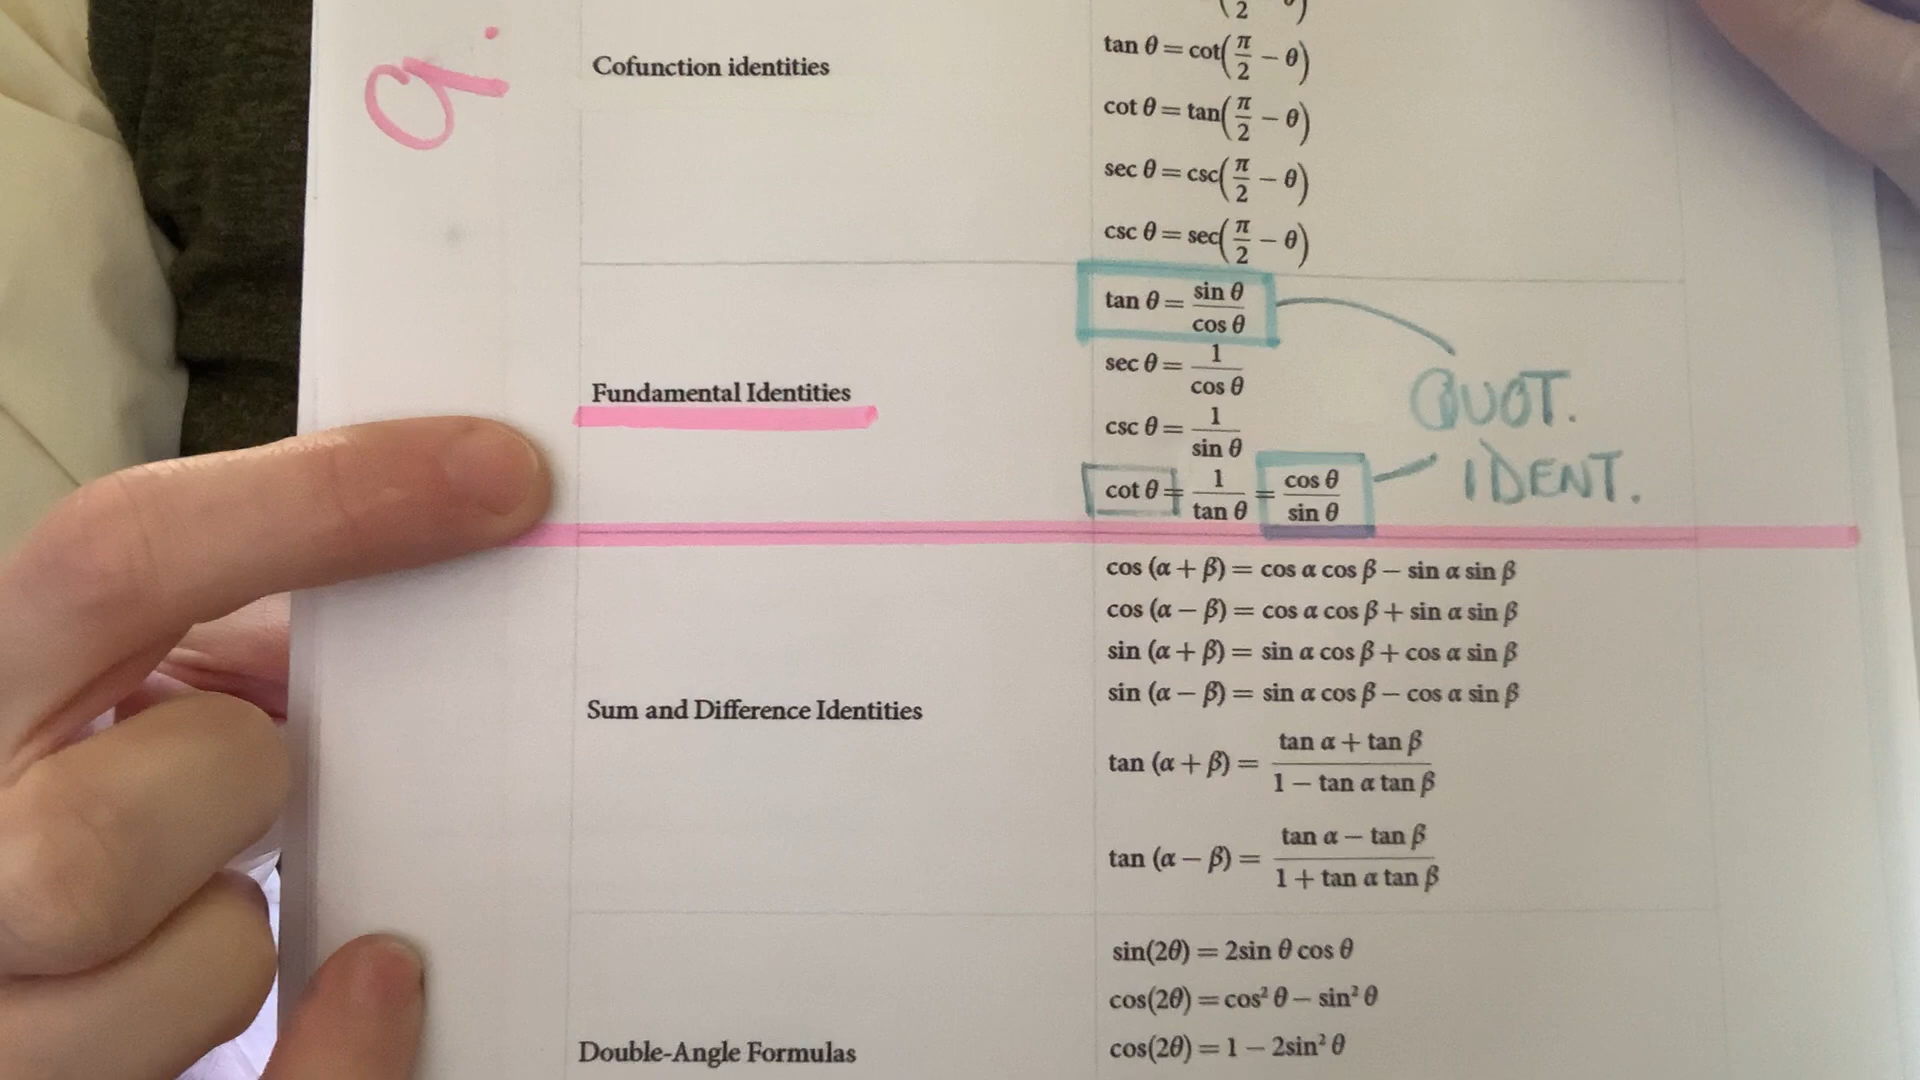 a.
Cofunction identities
tan θ = cot(π/2 − θ)
cot θ = tan(π/2 − θ)
sec θ = csc(π/2 − θ)
csc θ = sec(π/2 − θ)
Fundamental Identities
tan θ = sin θ/cos θ
sec θ = 1/cos θ
csc θ = 1/sin θ
cot θ = 1/tan θ = cos θ/sin θ
QUOT.
IDENT.
Sum and Difference Identities
cos (α + β) = cos α cos β − sin α sin β
cos (α − β) = cos α cos β + sin α sin β
sin (α + β) = sin α cos β + cos α sin β
sin (α − β) = sin α cos β − cos α sin β
tan (α + β) = tan α + tan β/1 − tan α tan β
tan (α − β) = tan α − tan β/1 + tan α tan β
Double-Angle Formulas
sin(2θ) = 2sin θ cos θ
cos(2θ) = cos² θ − sin² θ
cos(2θ) = 1 − 2sin² θ